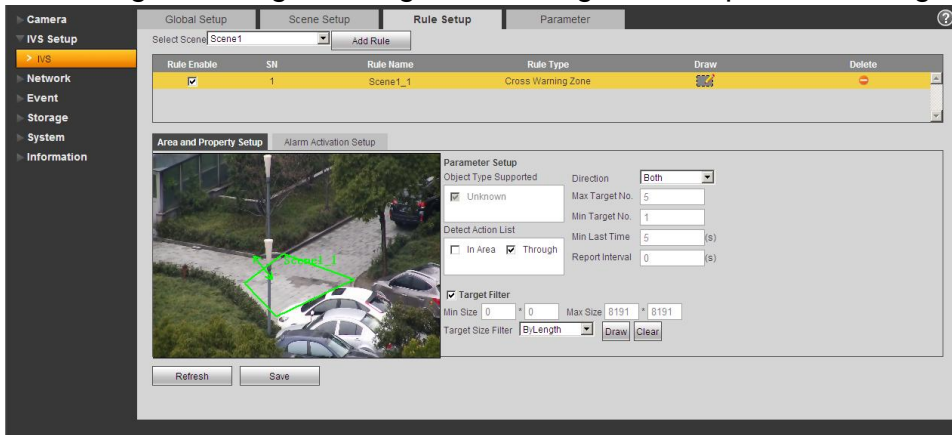 Camera
IVS Setup
> IVS
Network
Event
Storage
System
Information
Global Setup Scene Setup Rule Setup Parameter
Select Scene Scene1 Add Rule
Rule Enable SN Rule Name Rule Type Draw Delete
1 Scene1_1 Cross Warning Zone
Area and Property Setup Alarm Activation Setup
Scene1_1
Parameter Setup
Object Type Supported
Unknown
Detect Action List
In Area Through
Direction Both
Max Target No. 5
Min Target No. 1
Min Last Time 5 (s)
Report Interval 0 (s)
Target Filter
Min Size 0 * 0 Max Size 8191 * 8191
Target Size Filter ByLength Draw Clear
Refresh Save